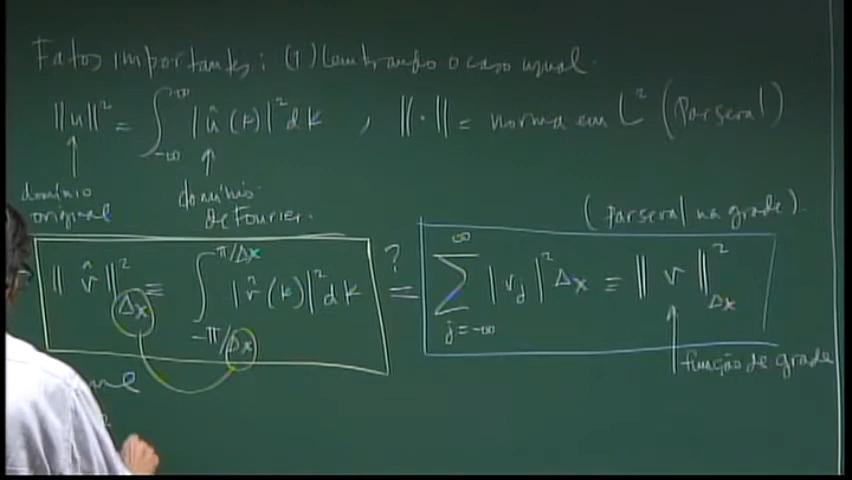 Fatos importantes: (1) Lembrando o caso usual.
‖u‖² = ∫_{-∞}^{+∞} |û(k)|² dk , ‖(·)‖ = norma em L² (Parseval)
domínio original
domínio de Fourier.
(Parseval na grade).
‖v̂‖²_{Δx} ≡ ∫_{-π/Δx}^{π/Δx} |v̂(k)|² dk =? ∑_{j=-∞}^{∞} |v_j|² Δx ≡ ‖v‖²_{Δx}
função de grade